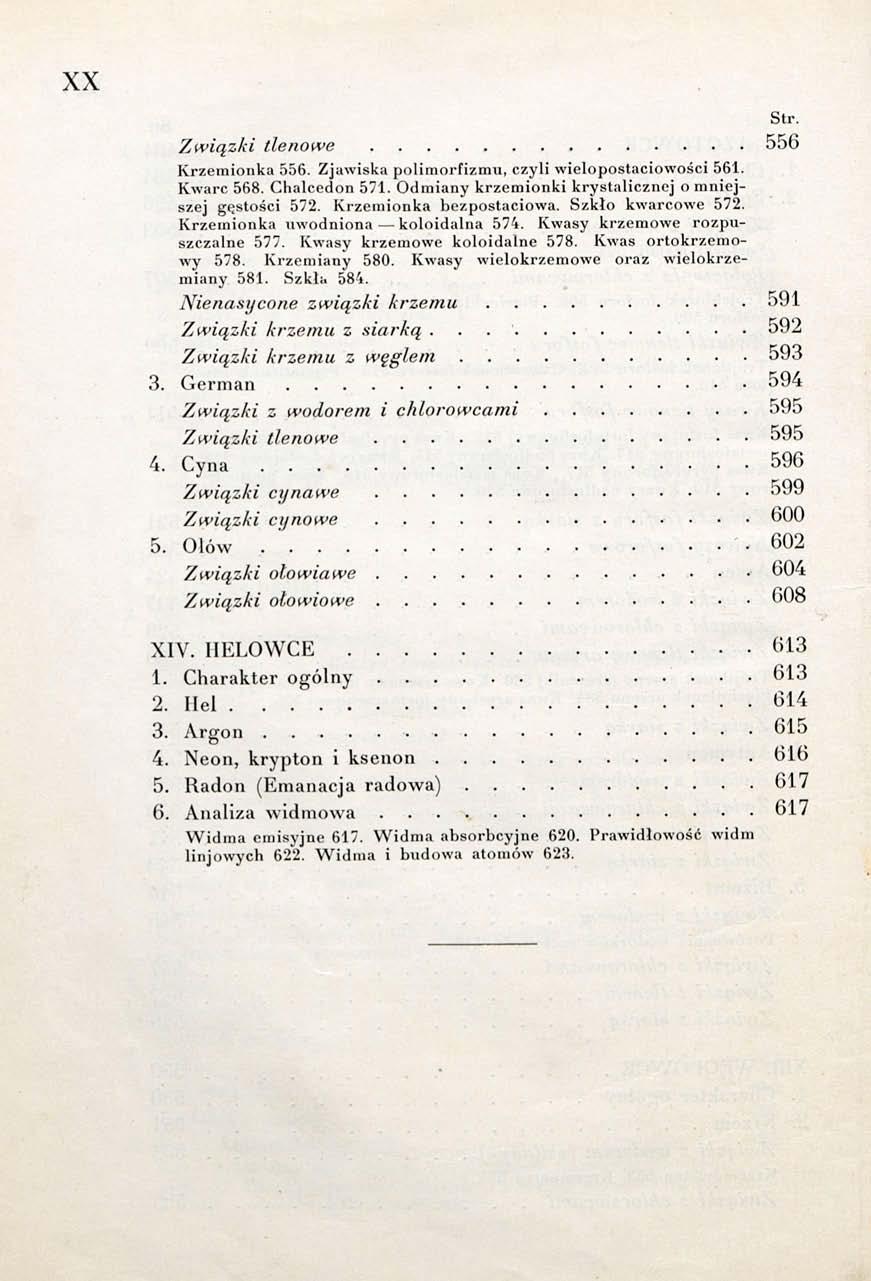 XX
Str.
Związki tlenowe . . . . . . . . . . . . . . 556
Krzemionka 556. Zjawiska polimorfizmu, czyli wielopostaciowości 561.
Kwarc 568. Chalcedon 571. Odmiany krzemionki krystalicznej o mniej-
szej gęstości 572. Krzemionka bezpostaciowa. Szkło kwarcowe 572.
Krzemionka uwodniona — koloidalna 574. Kwasy krzemowe rozpu-
szczalne 577. Kwasy krzemowe koloidalne 578. Kwas ortokrzemo-
wy 578. Krzemiany 580. Kwasy wielokrzemowe oraz wielokrze-
miany 581. Szkła 584.
Nienasycone związki krzemu . . . . . . . . . . 591
Związki krzemu z siarką . . . . . . . . . . . . 592
Związki krzemu z węglem . . . . . . . . . . . 593
3. German . . . . . . . . . . . . . . . . . 594
Związki z wodorem i chlorowcami . . . . . . . . 595
Związki tlenowe . . . . . . . . . . . . . . 595
4. Cyna . . . . . . . . . . . . . . . . . . 596
Związki cynawe . . . . . . . . . . . . . . 599
Związki cynowe . . . . . . . . . . . . . . 600
5. Ołów . . . . . . . . . . . . . . . . . . 602
Związki ołowiawe . . . . . . . . . . . . . . 604
Związki ołowiowe . . . . . . . . . . . . . . 608
XIV. HELOWCE . . . . . . . . . . . . . . . 613
1. Charakter ogólny . . . . . . . . . . . . . . 613
2. Hel . . . . . . . . . . . . . . . . . . . 614
3. Argon . . . . . . . . . . . . . . . . . . 615
4. Neon, krypton i ksenon . . . . . . . . . . . . 616
5. Radon (Emanacja radowa) . . . . . . . . . . . 617
6. Analiza widmowa . . . . . . . . . . . . . . 617
Widma emisyjne 617. Widma absorbcyjne 620. Prawidłowość widm
linjowych 622. Widma i budowa atomów 623.